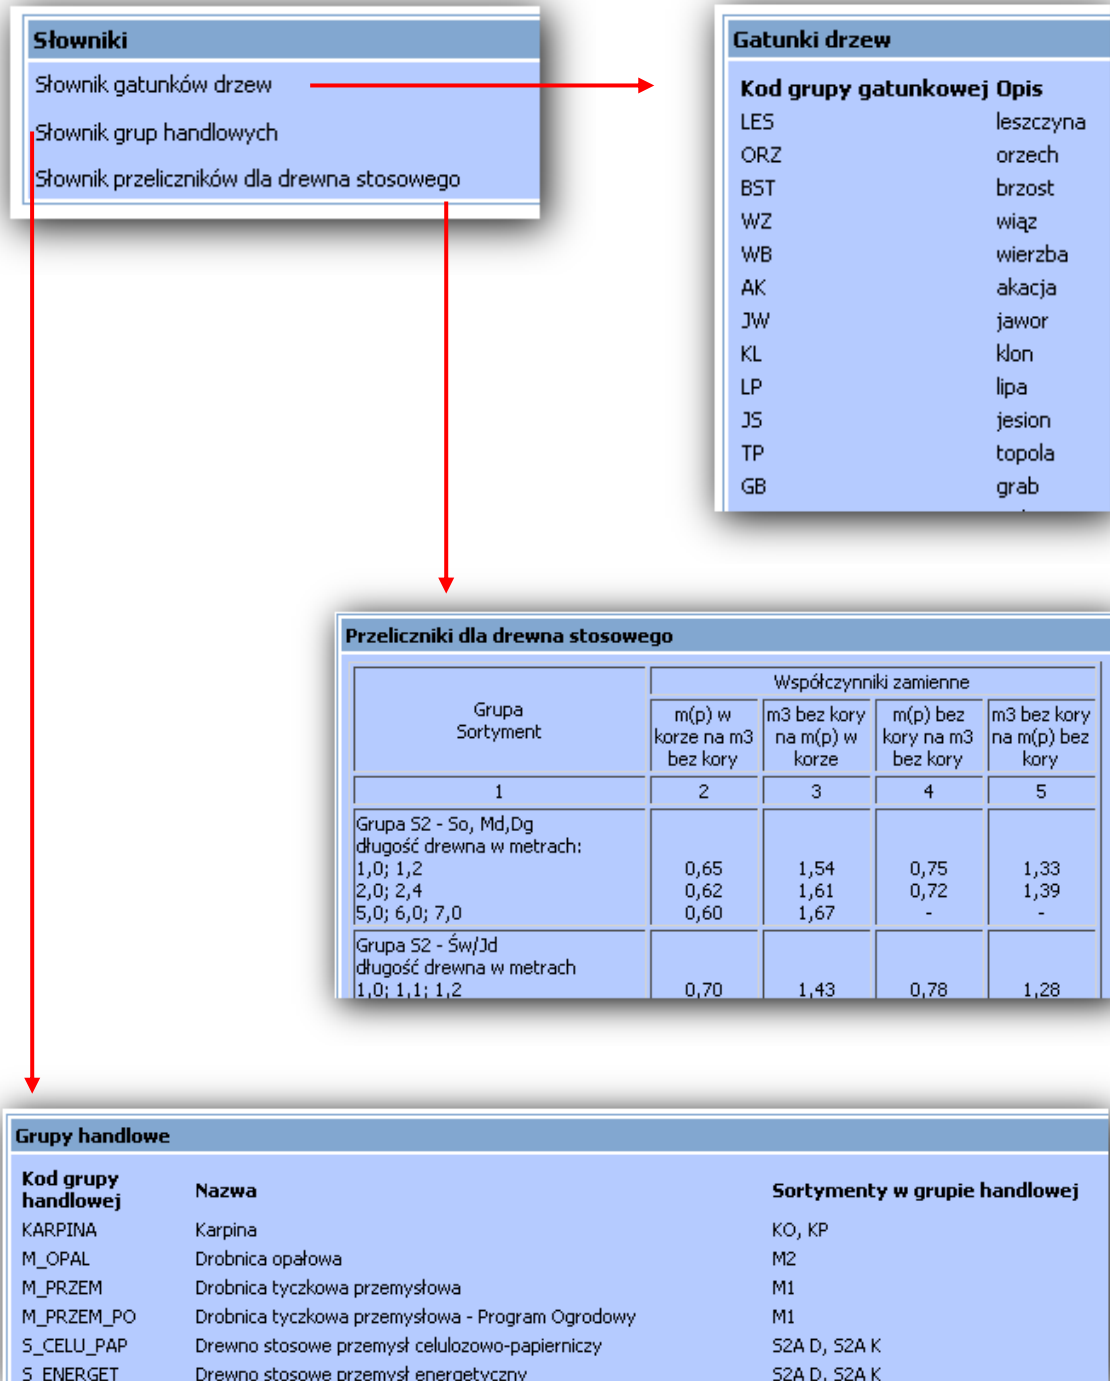 Słowniki
Słownik gatunków drzew
Słownik grup handlowych
Słownik przeliczników dla drewna stosowego
Gatunki drzew
Kod grupy gatunkowej Opis
LES leszczyna
ORZ orzech
BST brzost
WZ wiąz
WB wierzba
AK akacja
JW jawor
KL klon
LP lipa
JS jesion
TP topola
GB grab
Przeliczniki dla drewna stosowego
Grupa
Sortyment
Współczynniki zamienne
m(p) w
korze na m3
bez kory
m3 bez kory
na m(p) w
korze
m(p) bez
kory na m3
bez kory
m3 bez kory
na m(p) bez
kory
1 2 3 4 5
Grupa S2 - So, Md,Dg
długość drewna w metrach:
1,0; 1,2 0,65 1,54 0,75 1,33
2,0; 2,4 0,62 1,61 0,72 1,39
5,0; 6,0; 7,0 0,60 1,67 - -
Grupa S2 - Św/Jd
długość drewna w metrach
1,0; 1,1; 1,2 0,70 1,43 0,78 1,28
Grupy handlowe
Kod grupy
handlowej
Nazwa
Sortymenty w grupie handlowej
KARPINA Karpina KO, KP
M_OPAL Drobnica opałowa M2
M_PRZEM Drobnica tyczkowa przemysłowa M1
M_PRZEM_PO Drobnica tyczkowa przemysłowa - Program Ogrodowy M1
S_CELU_PAP Drewno stosowe przemysł celulozowo-papierniczy S2A D, S2A K
S_ENERGET Drewno stosowe przemysł energetyczny S2A D, S2A K